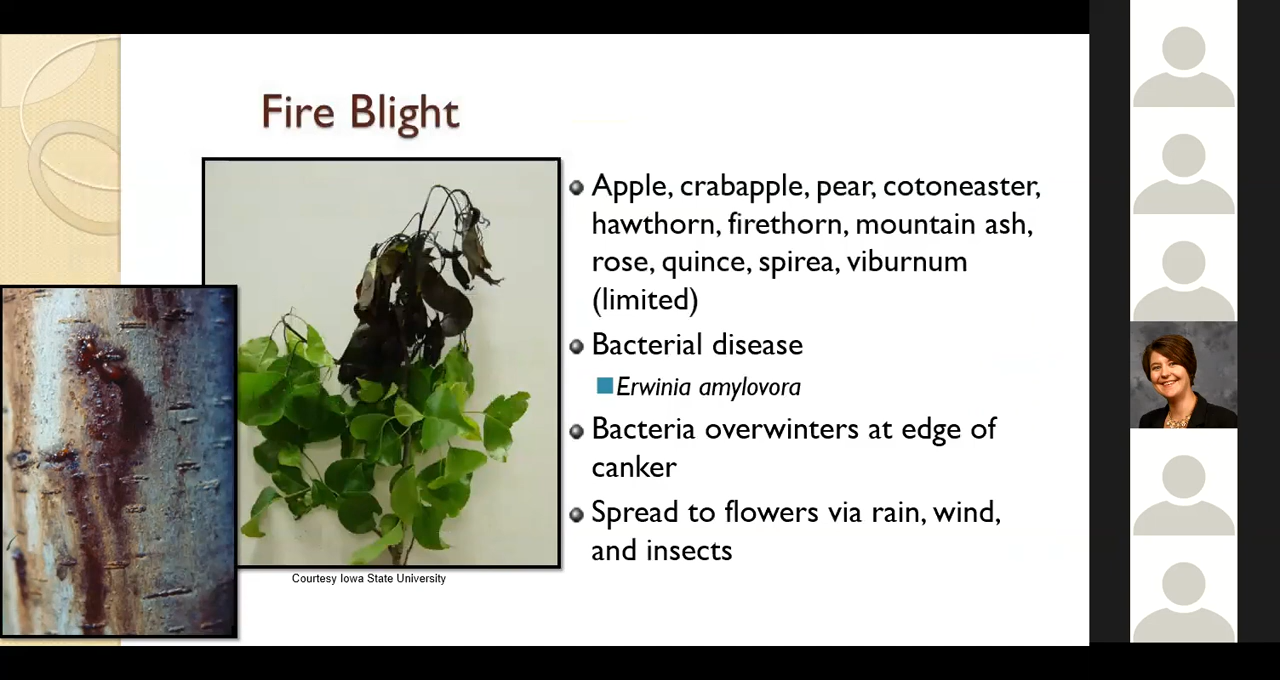 Fire Blight
Apple, crabapple, pear, cotoneaster,
hawthorn, firethorn, mountain ash,
rose, quince, spirea, viburnum
(limited)
Bacterial disease
Erwinia amylovora
Bacteria overwinters at edge of
canker
Spread to flowers via rain, wind,
and insects
Courtesy Iowa State University